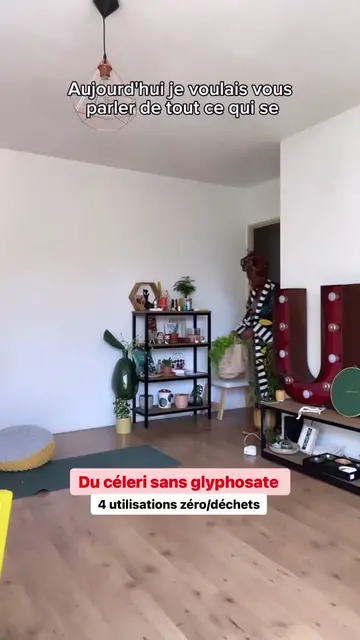 Aujourd'hui je voulais vous
parler de tout ce qui se
Du céleri sans glyphosate
4 utilisations zéro/déchets